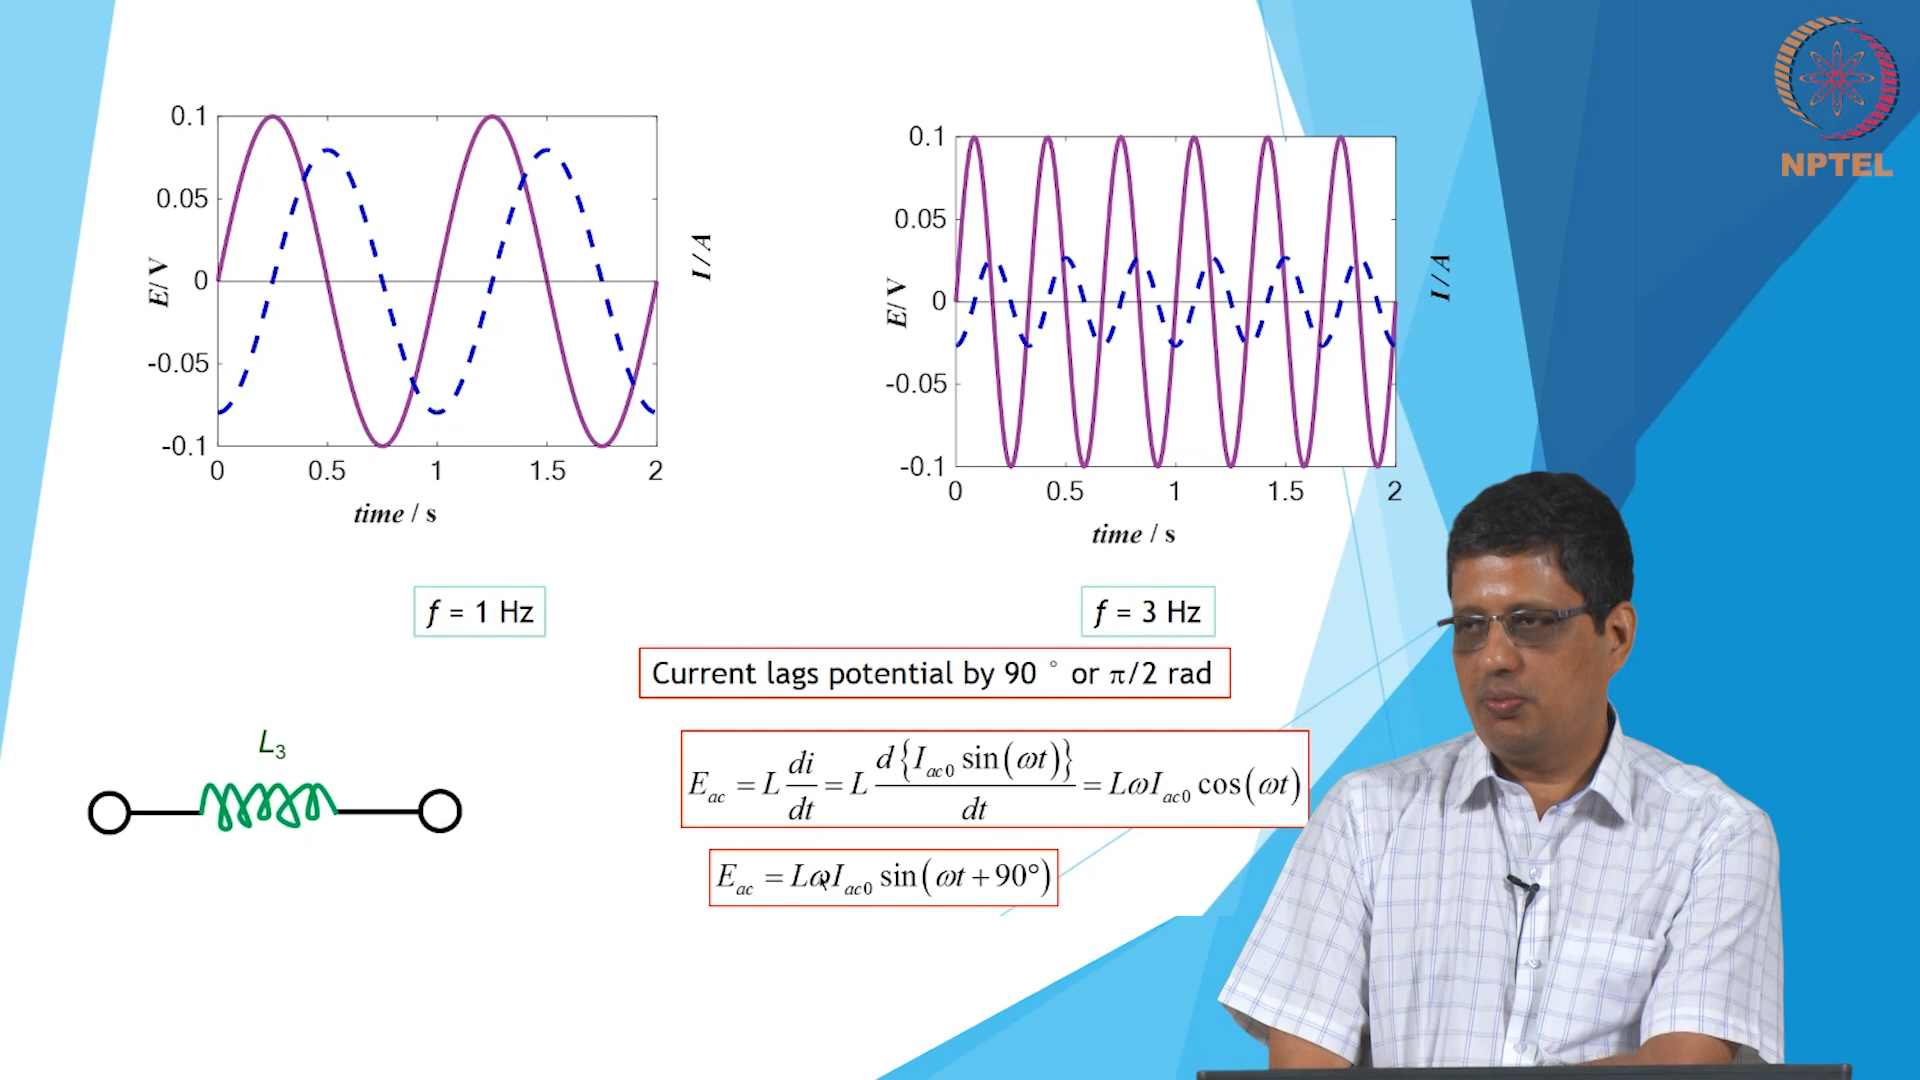 NPTEL
0.1
0.05
0
-0.05
-0.1
E/ V
I / A
0 0.5 1 1.5 2
time / s
0.1
0.05
0
-0.05
-0.1
E/ V
I / A
0 0.5 1 1.5 2
time / s
f = 1 Hz
f = 3 Hz
Current lags potential by 90 ° or π/2 rad
L₃
E_ac = L di/dt = L d{I_ac0 sin(ωt)}/dt = LωI_ac0 cos(ωt)
E_ac = LωI_ac0 sin(ωt + 90°)